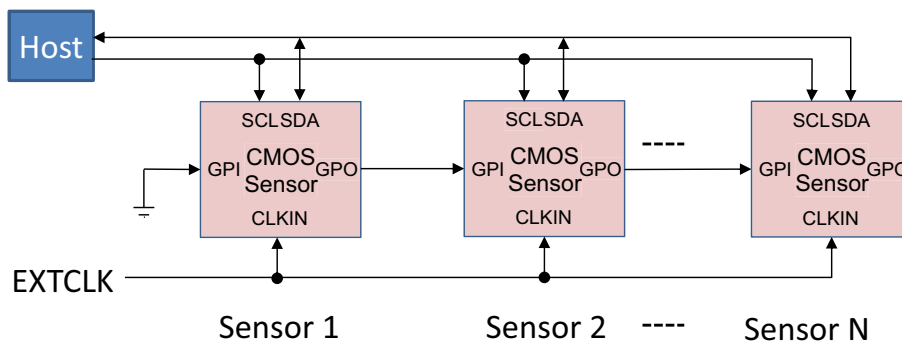 Host
SCL SDA
GPI CMOS Sensor GPO
CLKIN
SCL SDA
GPI CMOS Sensor GPO
CLKIN
----
SCL SDA
GPI CMOS Sensor GPO
CLKIN
EXTCLK
Sensor 1
Sensor 2
----
Sensor N